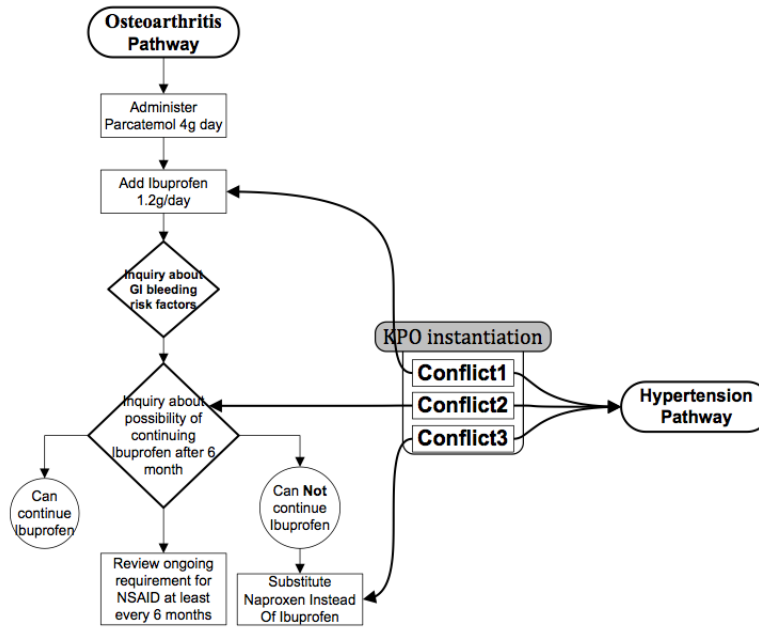 Osteoarthritis
Pathway
Administer
Parcatemol 4g day
Add Ibuprofen
1.2g/day
Inquiry about
GI bleeding
risk factors
KPO instantiation
Conflict1
Conflict2
Conflict3
Hypertension
Pathway
Inquiry about
possibility of
continuing
Ibuprofen after 6
month
Can
continue
Ibuprofen
Can Not
continue
Ibuprofen
Review ongoing
requirement for
NSAID at least
every 6 months
Substitute
Naproxen Instead
Of Ibuprofen